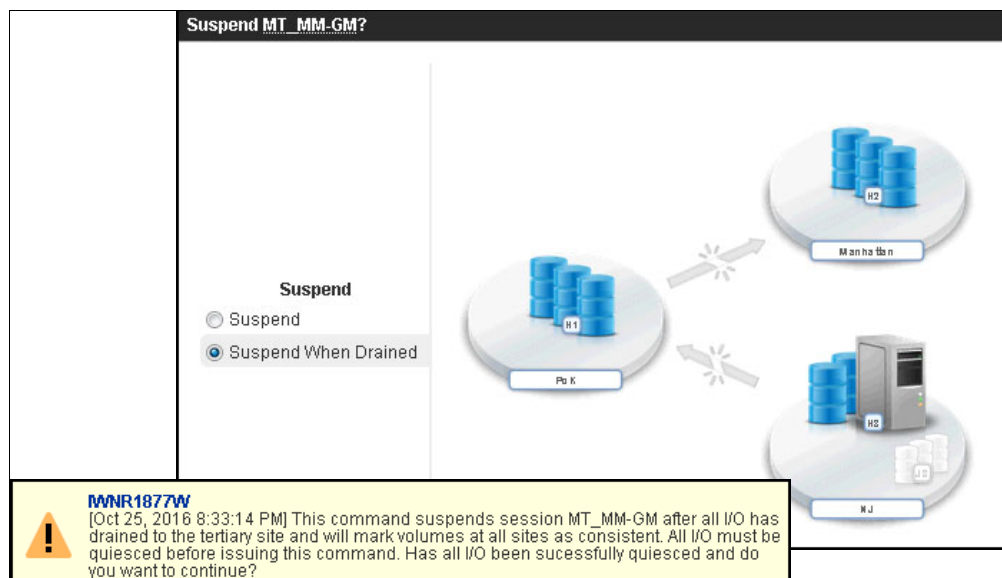 Suspend MT_MM-GM?
H2
Manhattan
Suspend
Suspend
Suspend When Drained
H1
PoK
H3
J3
NJ
IWNR1877W
[Oct 25, 2016 8:33:14 PM] This command suspends session MT_MM-GM after all I/O has
drained to the tertiary site and will mark volumes at all sites as consistent. All I/O must be
quiesced before issuing this command. Has all I/O been sucessfully quiesced and do
you want to continue?